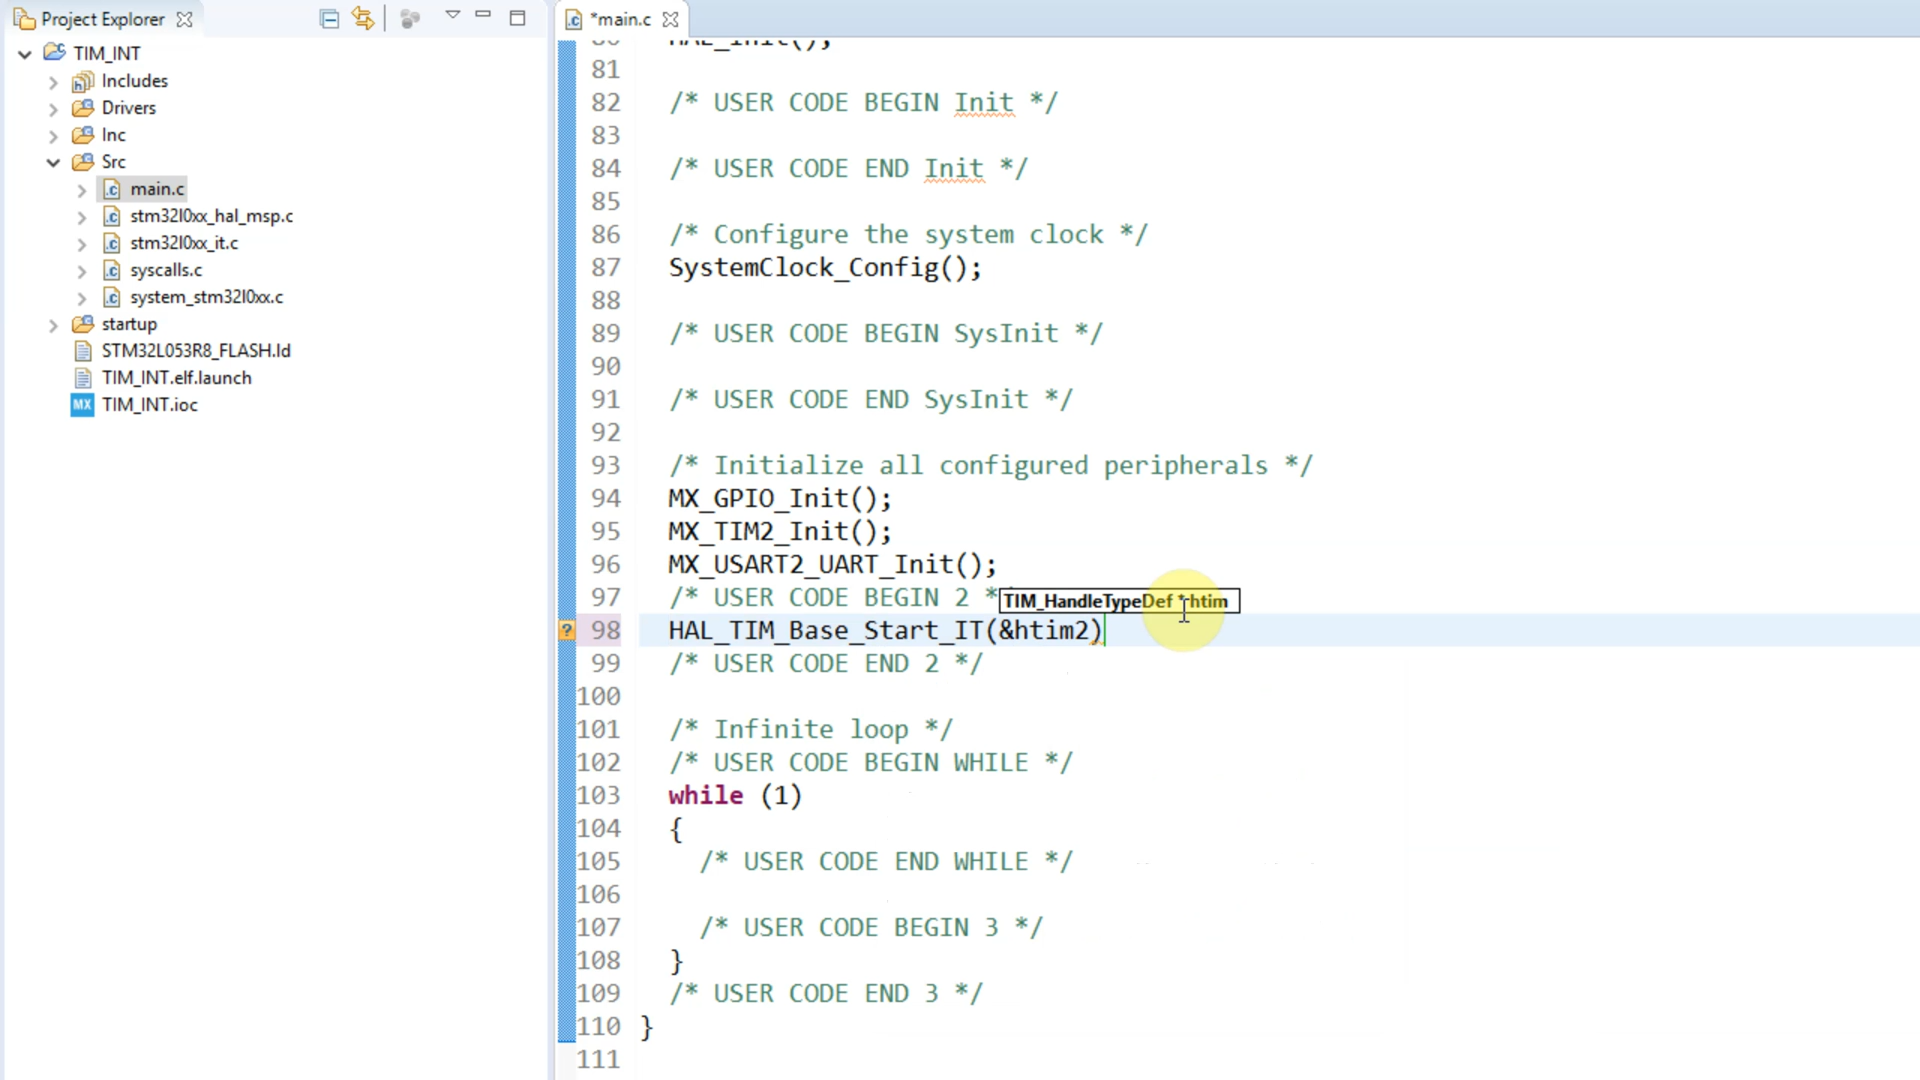 Project Explorer
TIM_INT
Includes
Drivers
Inc
Src
main.c
stm32l0xx_hal_msp.c
stm32l0xx_it.c
syscalls.c
system_stm32l0xx.c
startup
STM32L053R8_FLASH.ld
TIM_INT.elf.launch
MX TIM_INT.ioc
*main.c
80 HAL_Init();
81
82 /* USER CODE BEGIN Init */
83
84 /* USER CODE END Init */
85
86 /* Configure the system clock */
87 SystemClock_Config();
88
89 /* USER CODE BEGIN SysInit */
90
91 /* USER CODE END SysInit */
92
93 /* Initialize all configured peripherals */
94 MX_GPIO_Init();
95 MX_TIM2_Init();
96 MX_USART2_UART_Init();
97 /* USER CODE BEGIN 2 *
TIM_HandleTypeDef *htim
98 HAL_TIM_Base_Start_IT(&htim2)
99 /* USER CODE END 2 */
100
101 /* Infinite loop */
102 /* USER CODE BEGIN WHILE */
103 while (1)
104 {
105 /* USER CODE END WHILE */
106
107 /* USER CODE BEGIN 3 */
108 }
109 /* USER CODE END 3 */
110 }
111